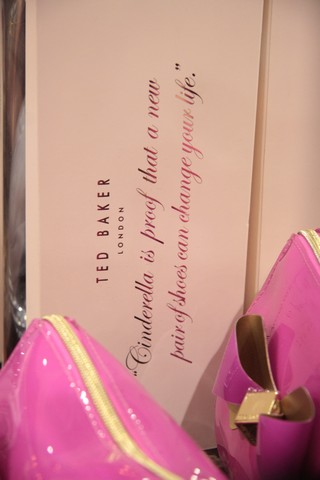 TED BAKER
LONDON
"Cinderella is proof that a new
pair of shoes can change your life."